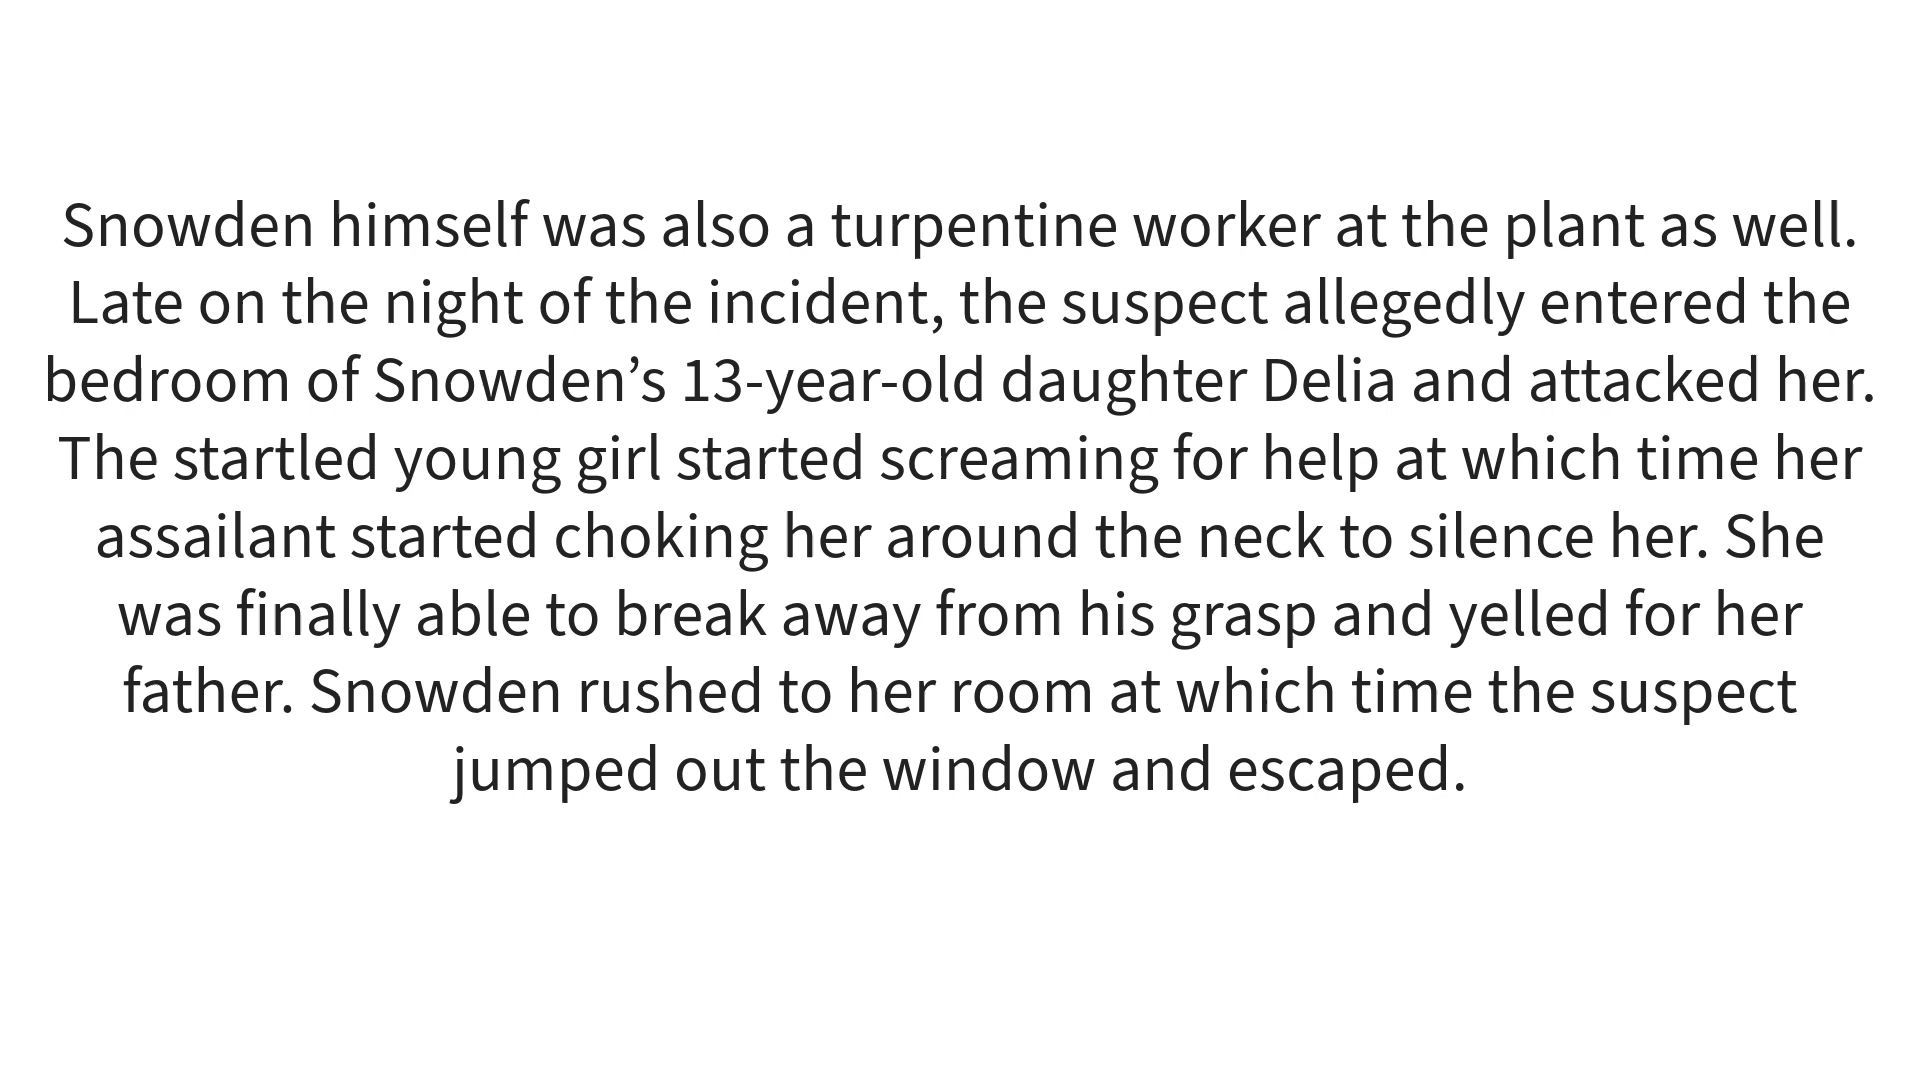 Snowden himself was also a turpentine worker at the plant as well.
Late on the night of the incident, the suspect allegedly entered the
bedroom of Snowden’s 13-year-old daughter Delia and attacked her.
The startled young girl started screaming for help at which time her
assailant started choking her around the neck to silence her. She
was finally able to break away from his grasp and yelled for her
father. Snowden rushed to her room at which time the suspect
jumped out the window and escaped.